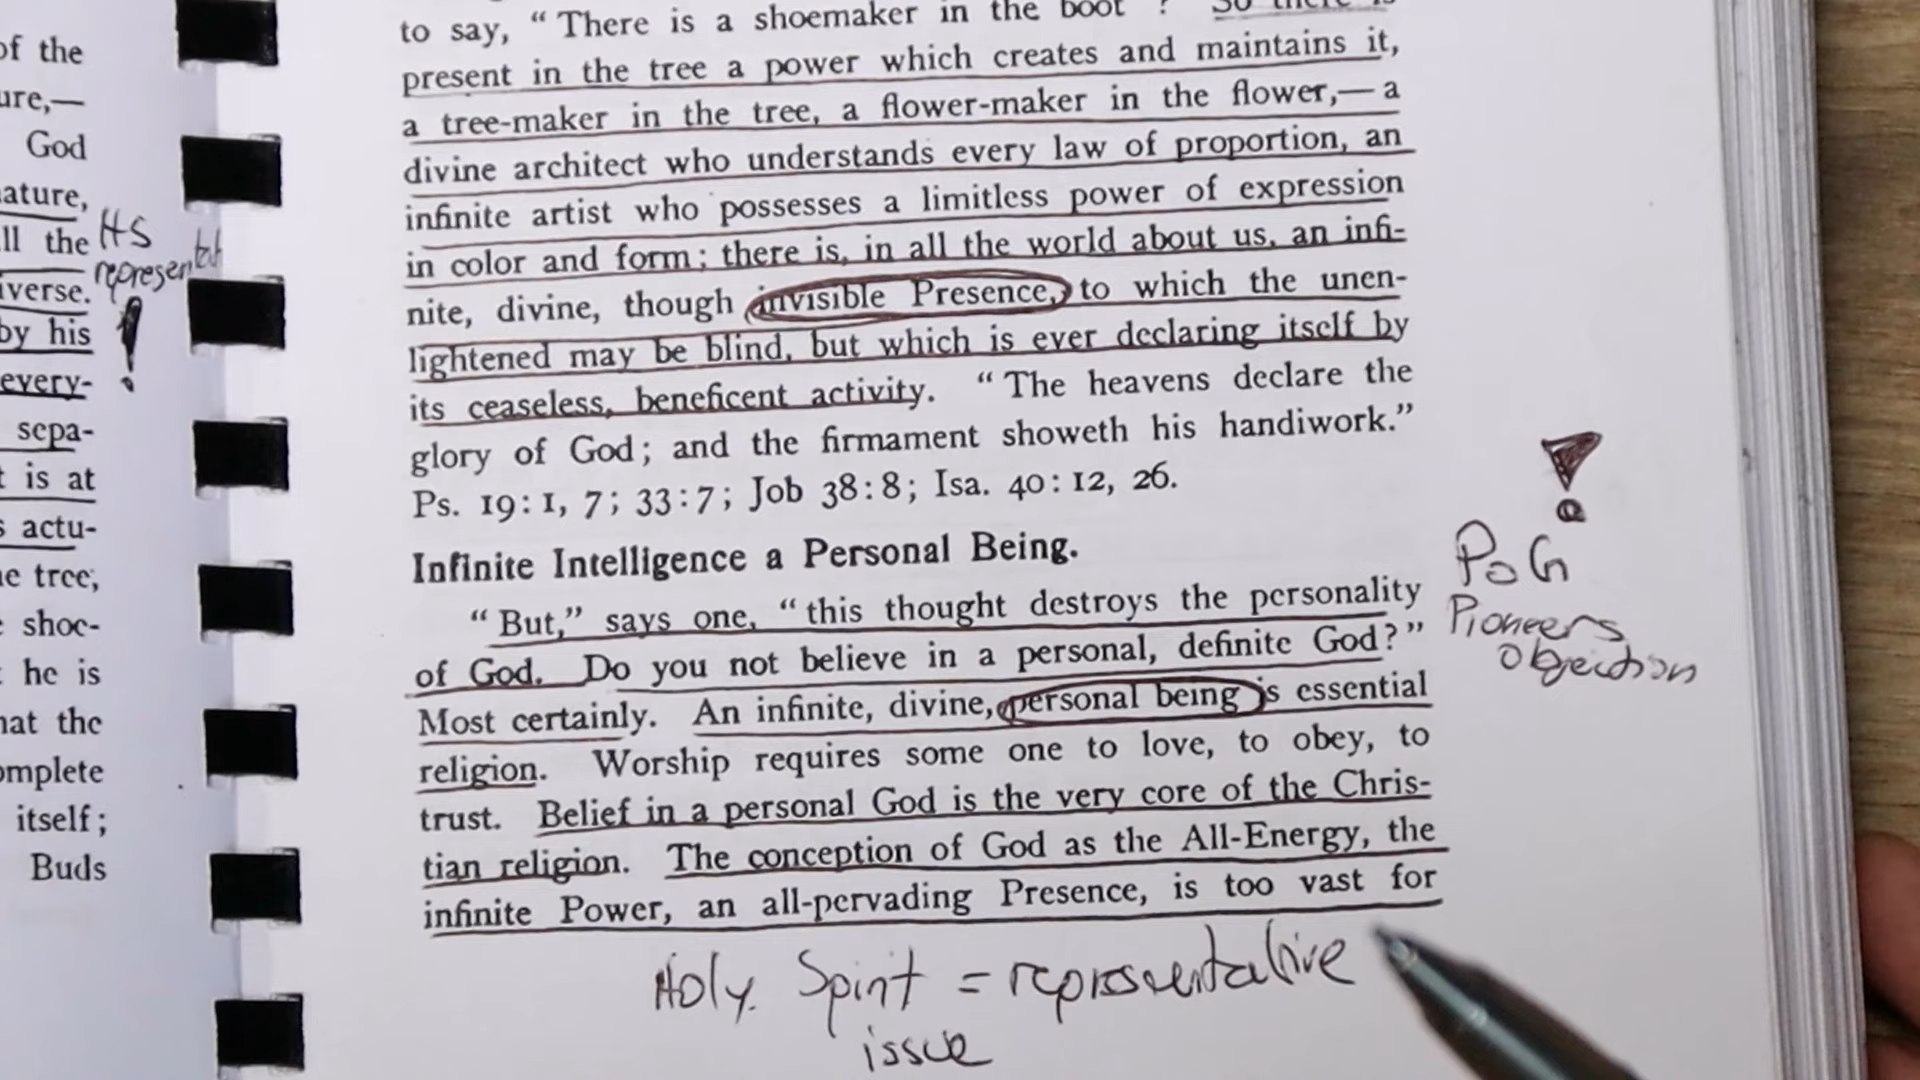 of the
ure,—
God
ature,
ll the
iverse.
by his
every-
sepa-
t is at
s actu-
e tree,
shoe-
he is
hat the
omplete
itself;
Buds
HS
to say, “There is a shoemaker in the boot”? So there is
present in the tree a power which creates and maintains it,
a tree-maker in the tree, a flower-maker in the flower,—a
divine architect who understands every law of proportion, an
infinite artist who possesses a limitless power of expression
in color and form; there is, in all the world about us, an infi-
nite, divine, though invisible Presence, to which the unen-
lightened may be blind, but which is ever declaring itself by
its ceaseless, beneficent activity. “The heavens declare the
glory of God; and the firmament showeth his handiwork.”
Ps. 19:1, 7; 33:7; Job 38:8; Isa. 40:12, 26.
Infinite Intelligence a Personal Being.
“But,” says one, “this thought destroys the personality
of God. Do you not believe in a personal, definite God?”
Most certainly. An infinite, divine, personal being is essential
religion. Worship requires some one to love, to obey, to
trust. Belief in a personal God is the very core of the Chris-
tian religion. The conception of God as the All-Energy, the
infinite Power, an all-pervading Presence, is too vast for
!
PoG
Pioneers
objection
Holy Spirit = representative
issue